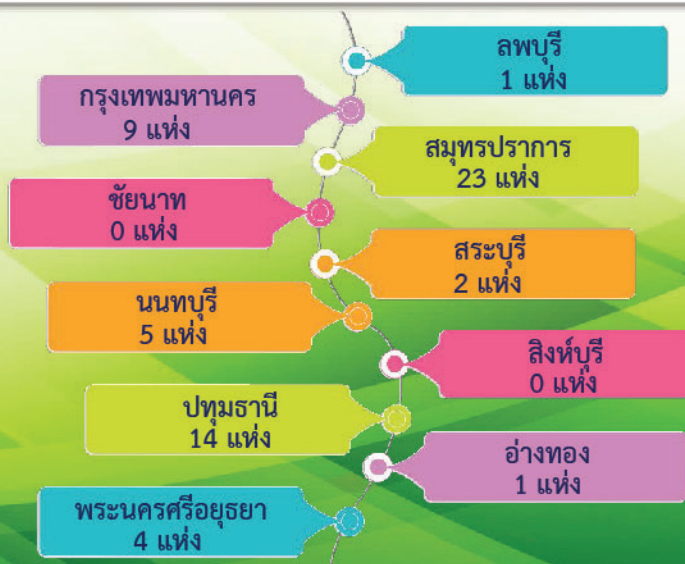 ลพบุรี
1 แห่ง
กรุงเทพมหานคร
9 แห่ง
สมุทรปราการ
23 แห่ง
ชัยนาท
0 แห่ง
สระบุรี
2 แห่ง
นนทบุรี
5 แห่ง
สิงห์บุรี
0 แห่ง
ปทุมธานี
14 แห่ง
อ่างทอง
1 แห่ง
พระนครศรีอยุธยา
4 แห่ง